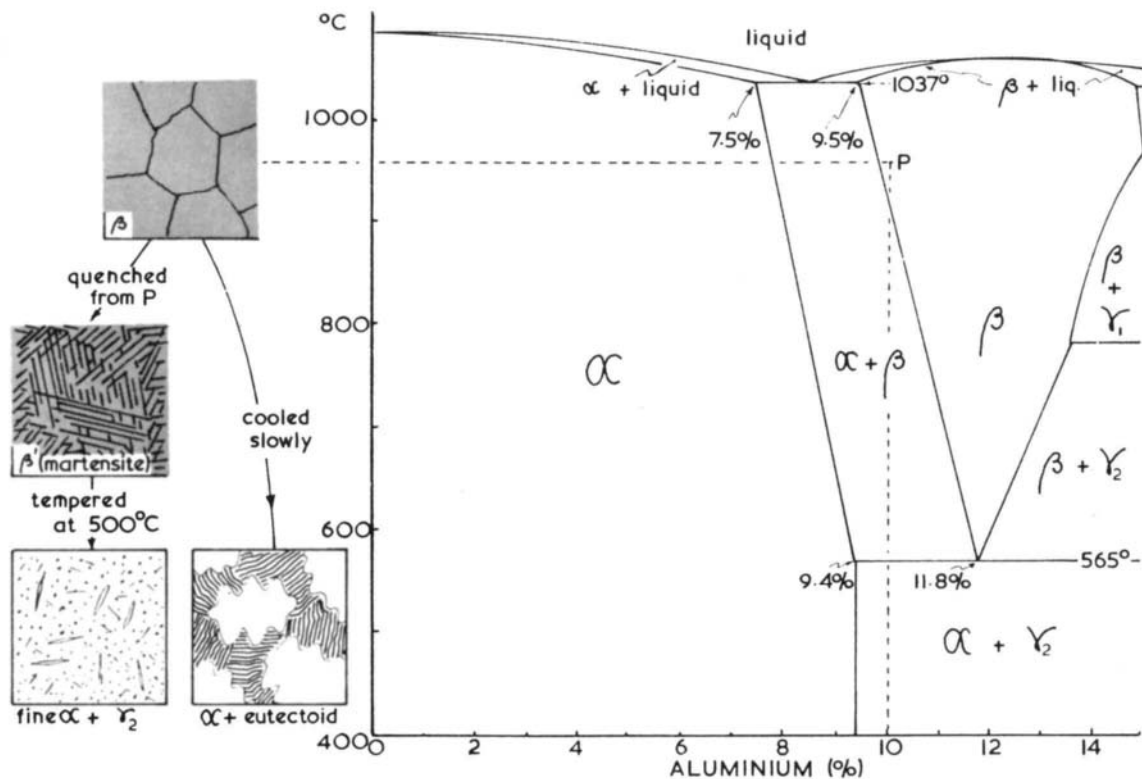 °C
liquid
α + liquid
β + liq.
1037°
1000
7.5%
9.5%
P
β
quenched
from P
β
+
γ₁
800
β
α
α + β
cooled
slowly
β' (martensite)
β + γ₂
tempered
at 500°C
600
565°
9.4%
11.8%
α + γ₂
fine α + γ₂
α + eutectoid
400
0
2
4
6
8
10
12
14
ALUMINIUM (%)